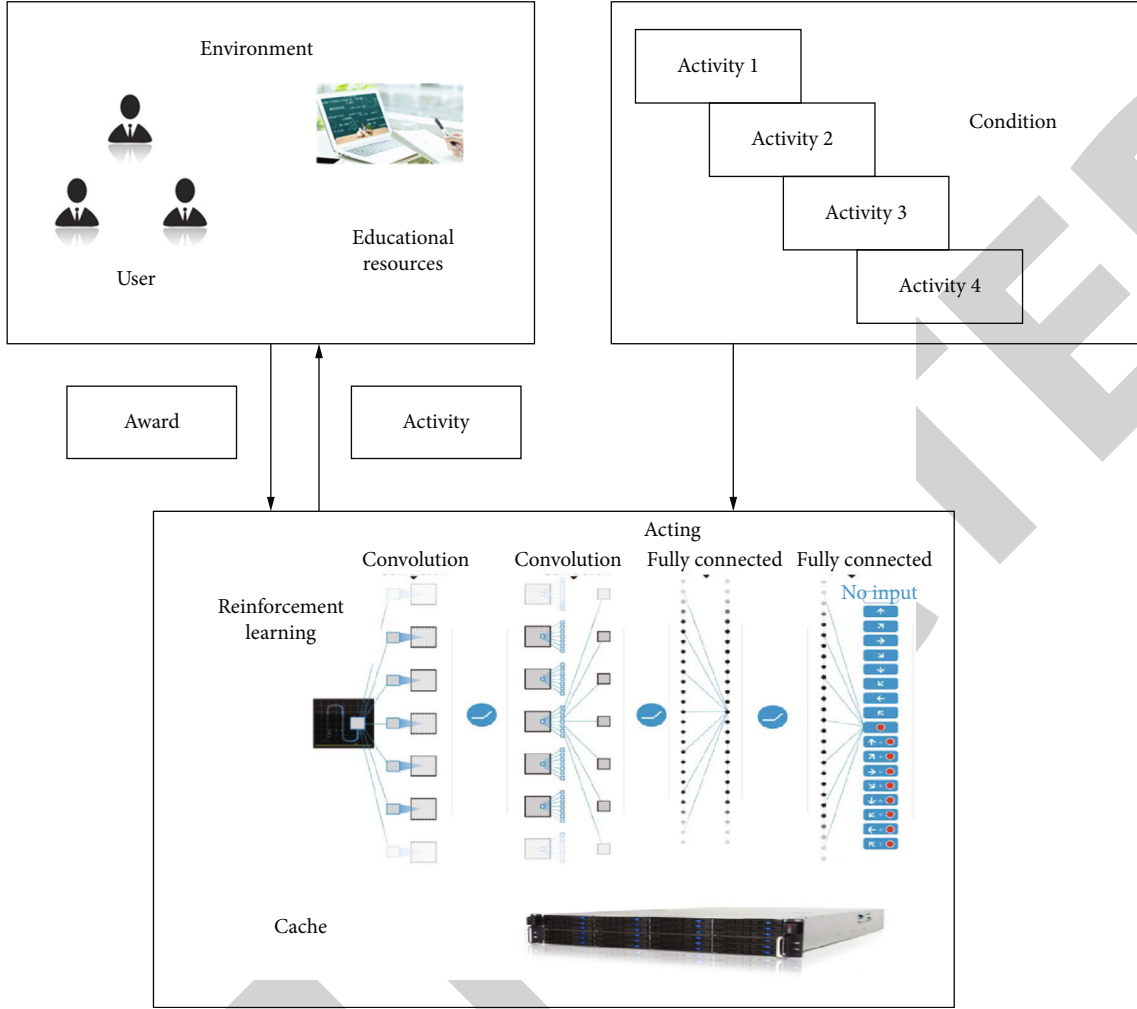 Environment
User
Educational
resources
Activity 1
Activity 2
Activity 3
Activity 4
Condition
Award
Activity
Acting
Convolution
Convolution
Fully connected
Fully connected
No input
Reinforcement
learning
Cache